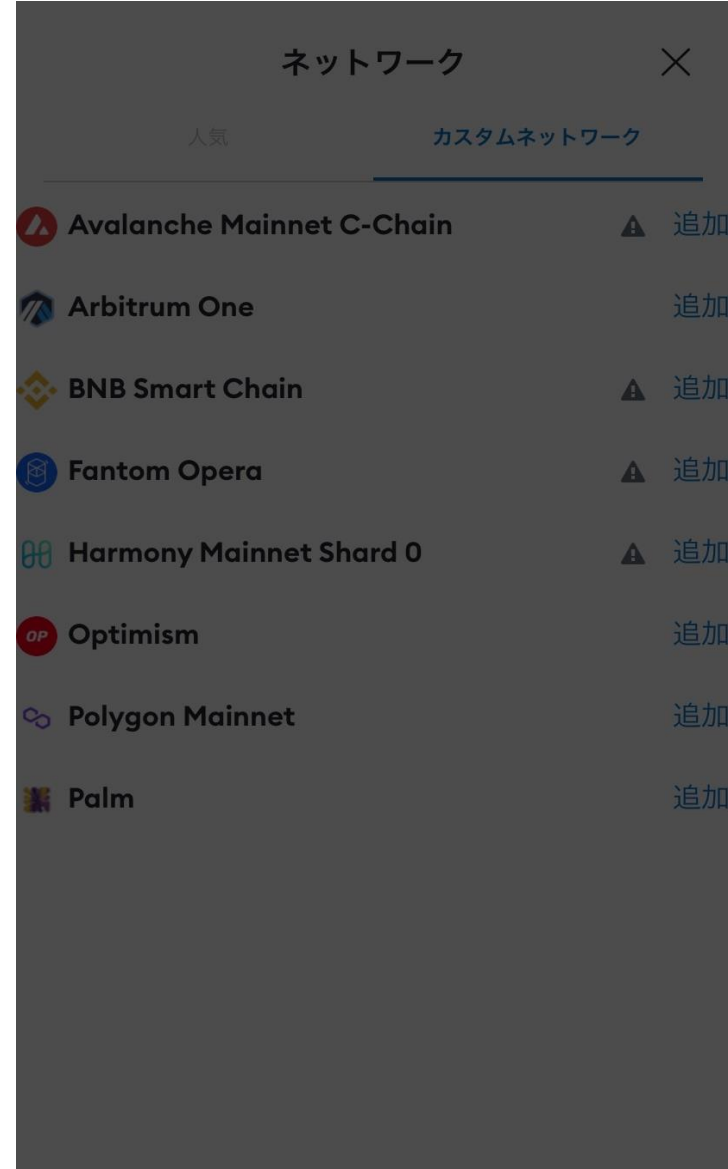 ネットワーク
人気
カスタムネットワーク
Avalanche Mainnet C-Chain 追加
Arbitrum One 追加
BNB Smart Chain 追加
Fantom Opera 追加
Harmony Mainnet Shard 0 追加
OP Optimism 追加
Polygon Mainnet 追加
Palm 追加